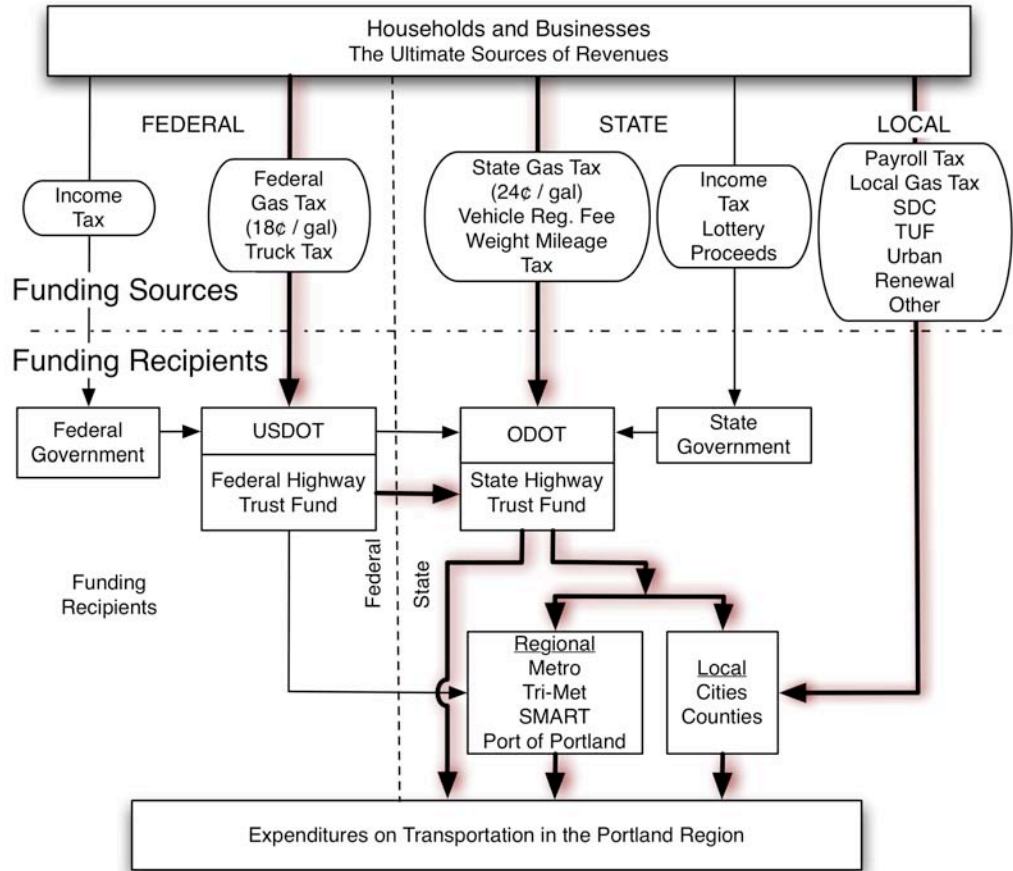 Households and Businesses
The Ultimate Sources of Revenues
FEDERAL
STATE
LOCAL
Income
Tax
Federal
Gas Tax
(18¢ / gal)
Truck Tax
State Gas Tax
(24¢ / gal)
Vehicle Reg. Fee
Weight Mileage
Tax
Income
Tax
Lottery
Proceeds
Payroll Tax
Local Gas Tax
SDC
TUF
Urban
Renewal
Other
Funding Sources
Funding Recipients
Federal
Government
USDOT
Federal Highway
Trust Fund
ODOT
State Highway
Trust Fund
State
Government
Federal
State
Funding
Recipients
Regional
Metro
Tri-Met
SMART
Port of Portland
Local
Cities
Counties
Expenditures on Transportation in the Portland Region